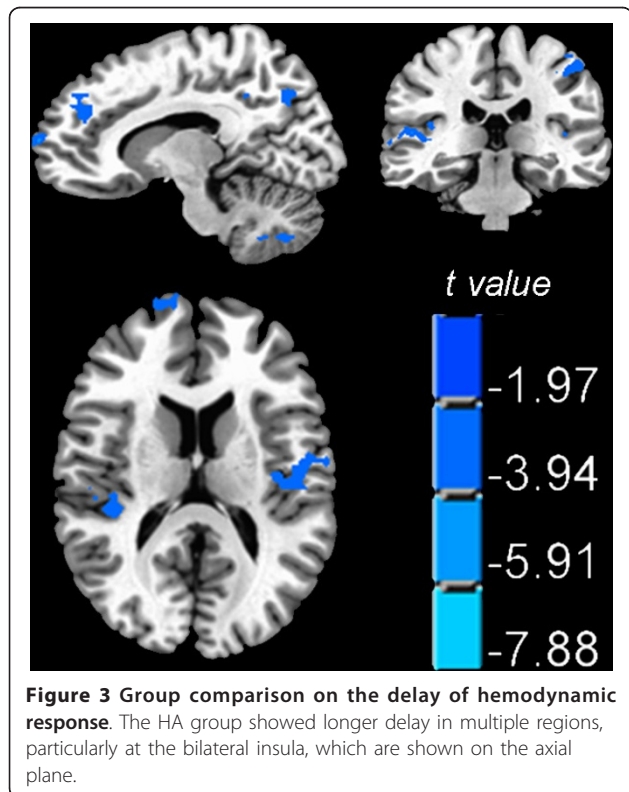 t value
-1.97
-3.94
-5.91
-7.88
Figure 3 Group comparison on the delay of hemodynamic
response. The HA group showed longer delay in multiple regions,
particularly at the bilateral insula, which are shown on the axial
plane.